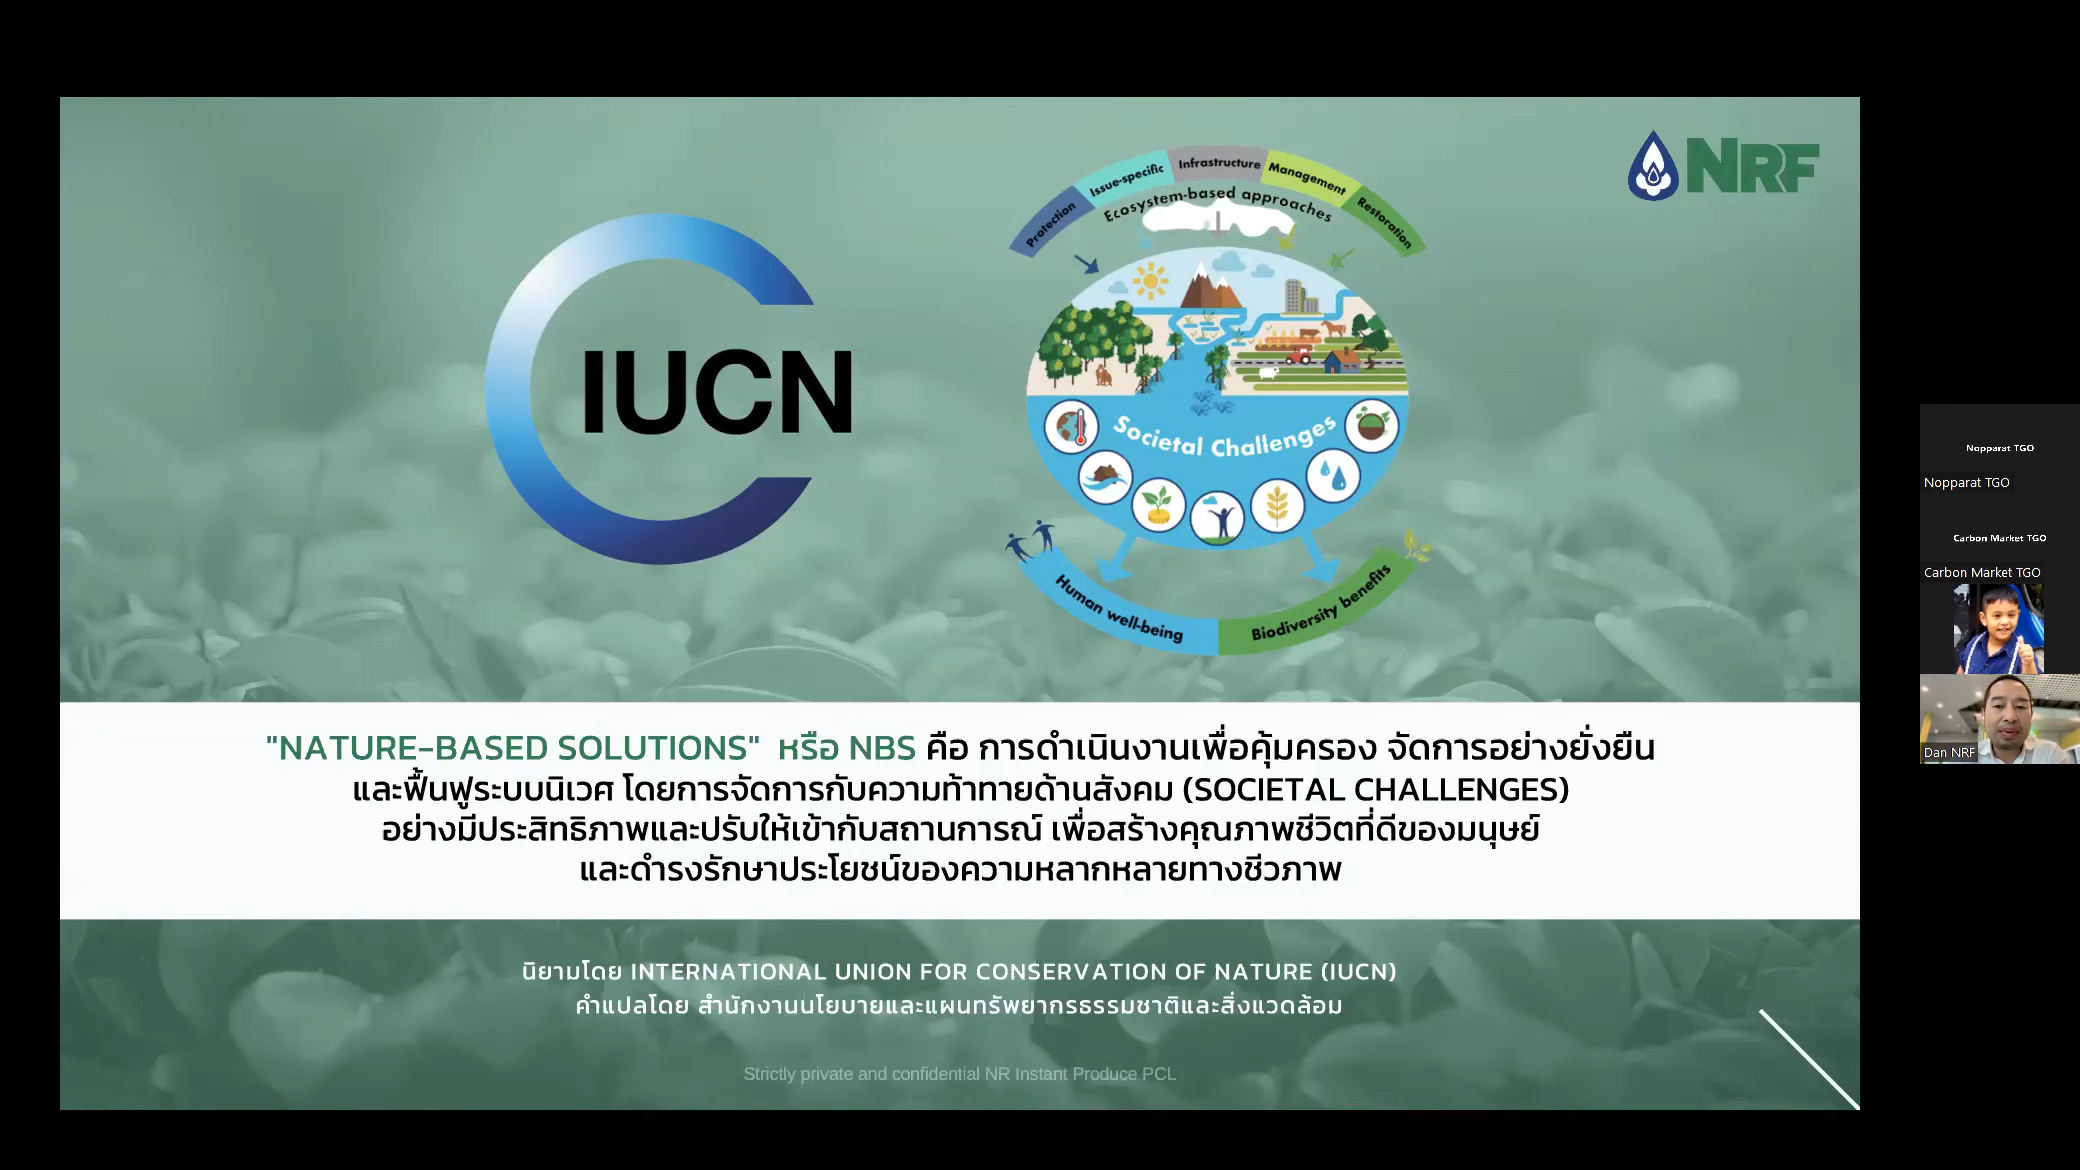 NRF
Protection
Issue-specific
Infrastructure
Management
Restoration
Ecosystem-based approaches
IUCN
Societal Challenges
Human well-being
Biodiversity benefits
"NATURE-BASED SOLUTIONS" หรือ NBS คือ การดำเนินงานเพื่อคุ้มครอง จัดการอย่างยั่งยืน
และฟื้นฟูระบบนิเวศ โดยการจัดการกับความท้าทายด้านสังคม (SOCIETAL CHALLENGES)
อย่างมีประสิทธิภาพและปรับให้เข้ากับสถานการณ์ เพื่อสร้างคุณภาพชีวิตที่ดีของมนุษย์
และดำรงรักษาประโยชน์ของความหลากหลายทางชีวภาพ
นิยามโดย INTERNATIONAL UNION FOR CONSERVATION OF NATURE (IUCN)
คำแปลโดย สำนักงานนโยบายและแผนทรัพยากรธรรมชาติและสิ่งแวดล้อม
Strictly private and confidential NR Instant Produce PCL
Nopparat TGO
Nopparat TGO
Carbon Market TGO
Carbon Market TGO
Dan NRF